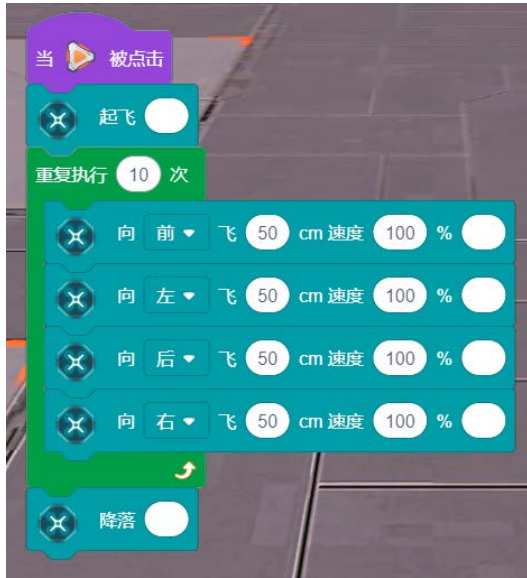 当 被点击
起飞
重复执行 10 次
向 前 飞 50 cm 速度 100 %
向 左 飞 50 cm 速度 100 %
向 后 飞 50 cm 速度 100 %
向 右 飞 50 cm 速度 100 %
降落